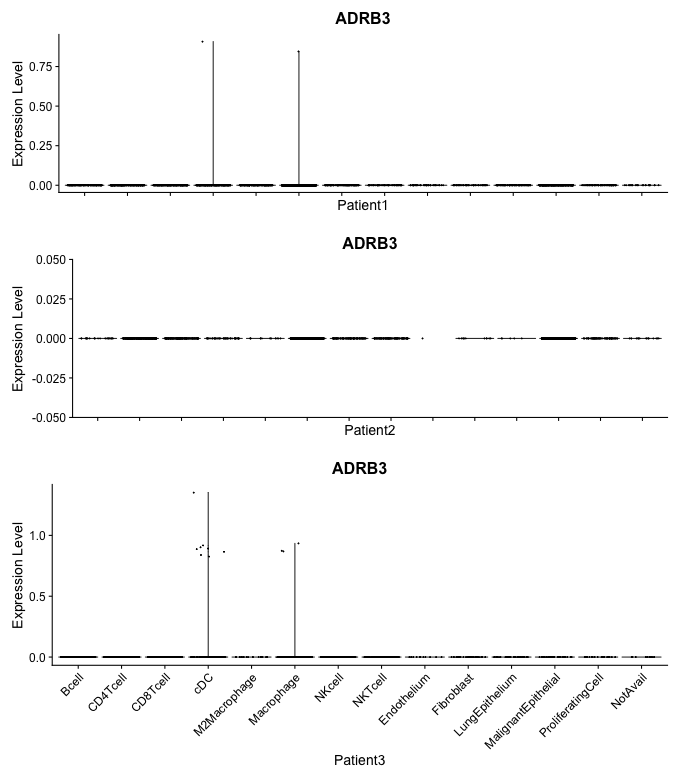 ADRB3
Expression Level
0.75
0.50
0.25
0.00
Patient1
ADRB3
Expression Level
0.050
0.025
0.000
-0.025
-0.050
Patient2
ADRB3
Expression Level
1.0
0.5
0.0
Bcell
CD4Tcell
CD8Tcell
cDC
M2Macrophage
Macrophage
NKcell
NKTcell
Endothelium
Fibroblast
LungEpithelium
MalignantEpithelial
ProliferatingCell
NotAvail
Patient3